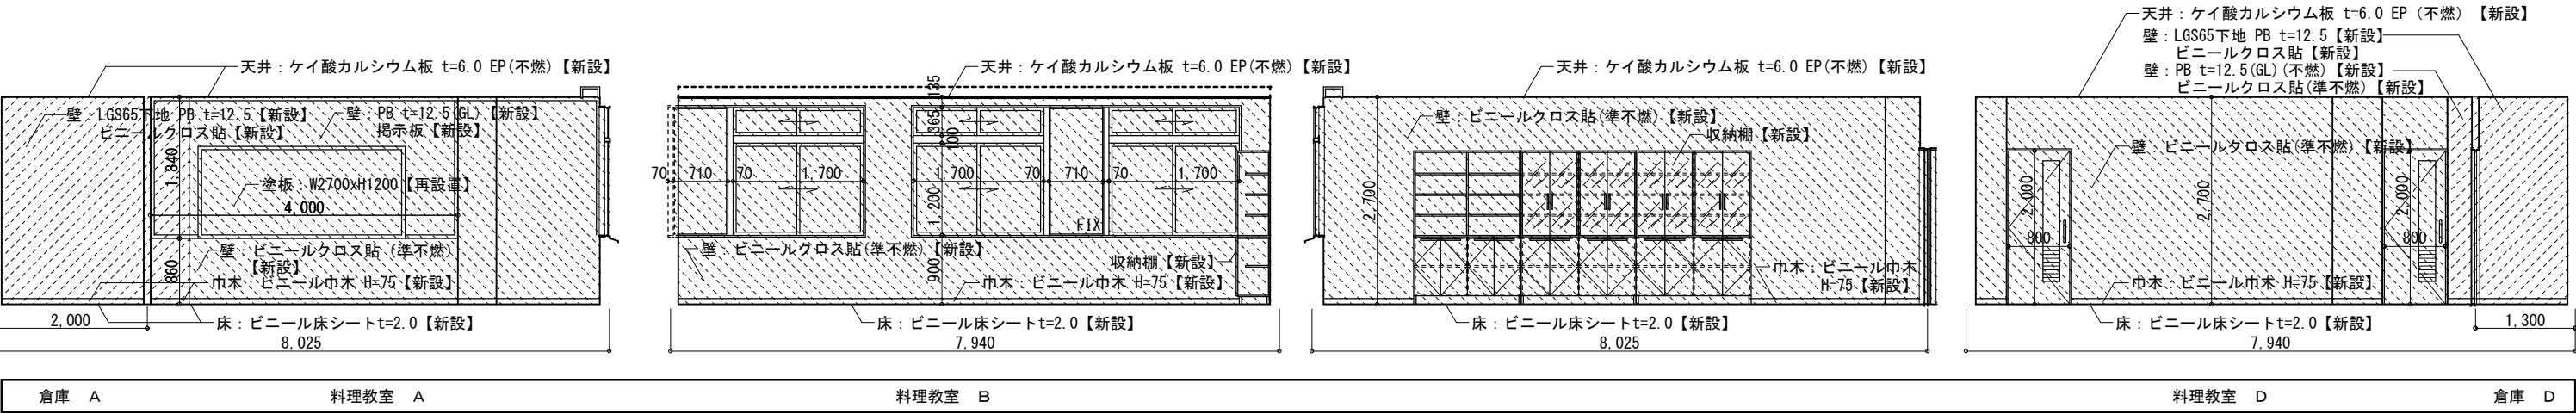 天井：ケイ酸カルシウム板 t=6.0 EP(不燃)【新設】
壁：LGS65下地 PB t=12.5【新設】
ビニールクロス貼【新設】
壁：PB t=12.5(GL)【新設】
掲示板【新設】
1,840
塗板：W2700xH1200【再設置】
4,000
860
壁：ビニールクロス貼(準不燃)
【新設】
巾木：ビニール巾木 H=75【新設】
床：ビニール床シートt=2.0【新設】
2,000
8,025
天井：ケイ酸カルシウム板 t=6.0 EP(不燃)【新設】
135
365
100
70
710
70
1,700
1,700
70
710
70
1,700
1,200
FIX
壁：ビニールクロス貼(準不燃)【新設】
収納棚【新設】
900
巾木：ビニール巾木 H=75【新設】
床：ビニール床シートt=2.0【新設】
7,940
天井：ケイ酸カルシウム板 t=6.0 EP(不燃)【新設】
壁：ビニールクロス貼(準不燃)【新設】
収納棚【新設】
2,700
巾木：ビニール巾木
H=75【新設】
床：ビニール床シートt=2.0【新設】
8,025
天井：ケイ酸カルシウム板 t=6.0 EP (不燃) 【新設】
壁：LGS65下地 PB t=12.5【新設】
ビニールクロス貼【新設】
壁：PB t=12.5(GL)(不燃)【新設】
ビニールクロス貼(準不燃)【新設】
壁：ビニールクロス貼(準不燃)【新設】
2,000
800
2,700
2,000
800
巾木：ビニール巾木 H=75【新設】
床：ビニール床シートt=2.0【新設】
1,300
7,940
倉庫 A
料理教室 A
料理教室 B
料理教室 D
倉庫 D